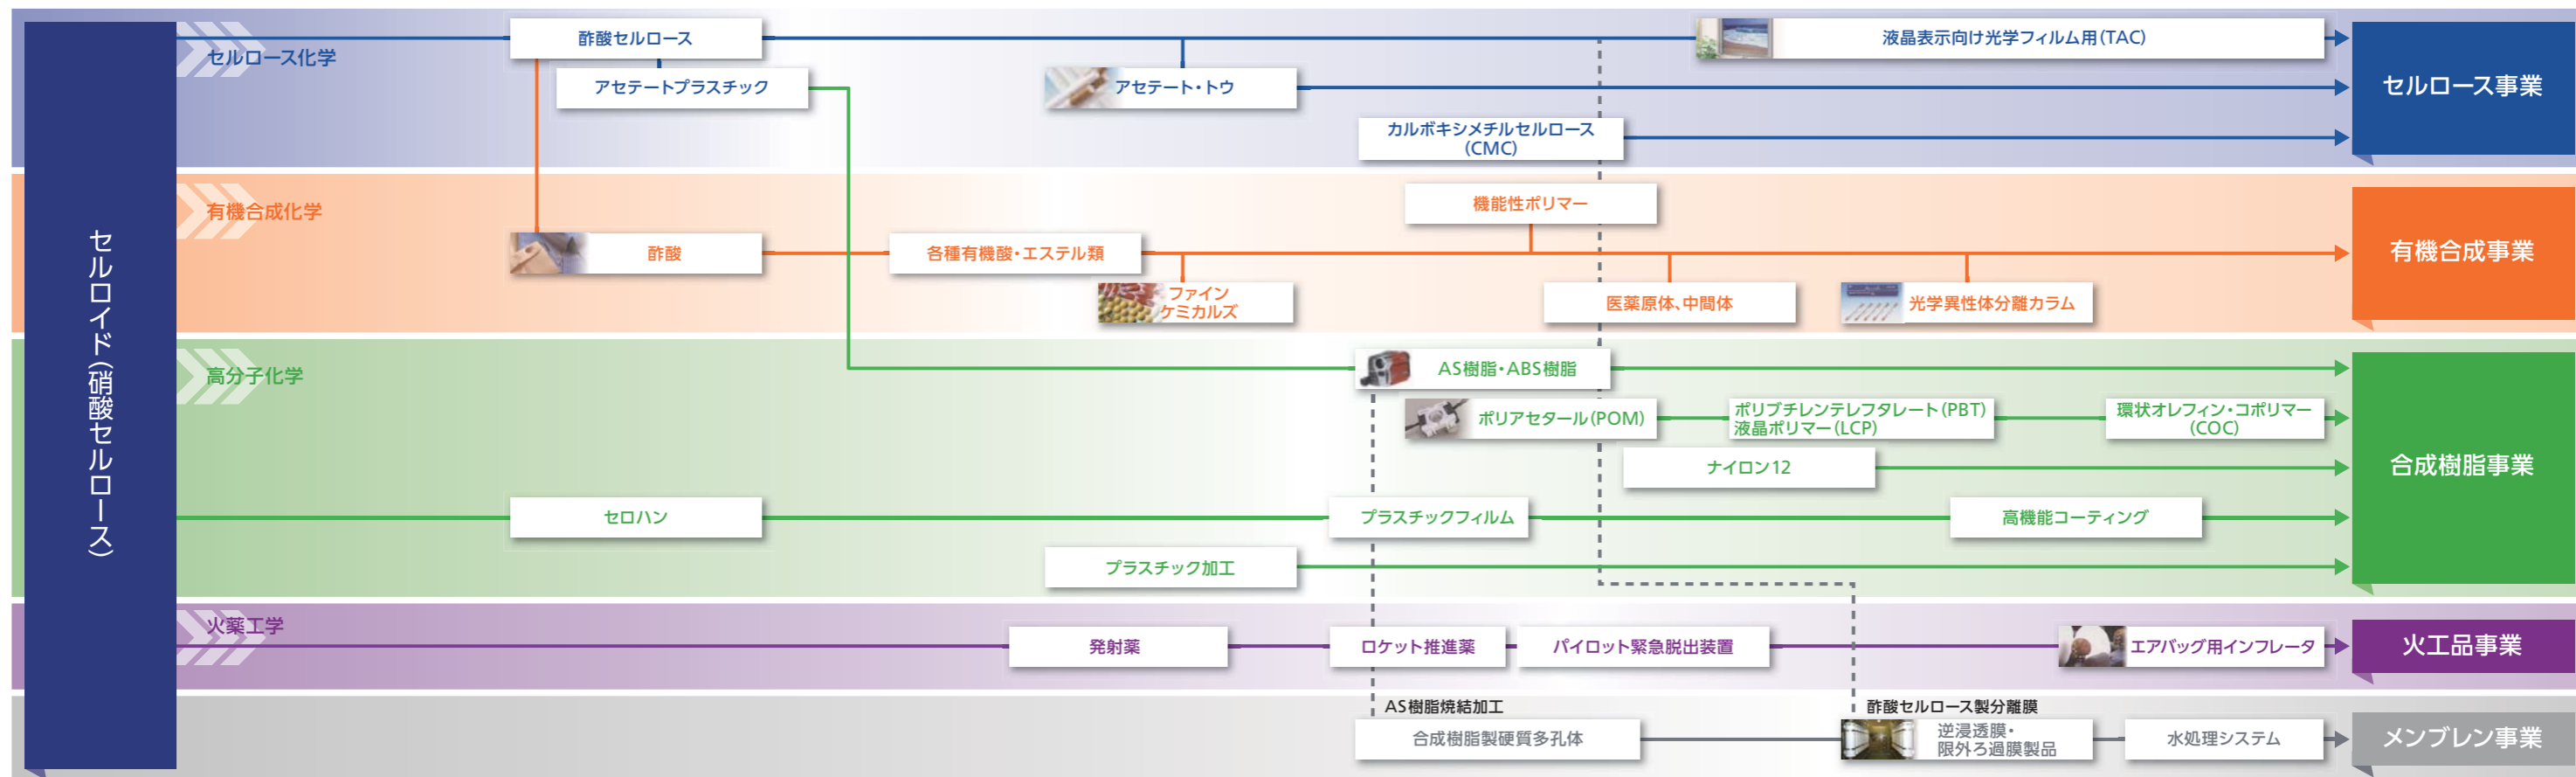 セルロイド(硝酸セルロース)
セルロース化学
酢酸セルロース
液晶表示向け光学フィルム用(TAC)
アセテートプラスチック
アセテート・トウ
カルボキシメチルセルロース
(CMC)
セルロース事業
有機合成化学
機能性ポリマー
酢酸
各種有機酸・エステル類
ファイン
ケミカルズ
医薬原体、中間体
光学異性体分離カラム
有機合成事業
高分子化学
AS樹脂・ABS樹脂
ポリアセタール(POM)
ポリブチレンテレフタレート(PBT)
液晶ポリマー(LCP)
環状オレフィン・コポリマー
(COC)
ナイロン12
セロハン
プラスチックフィルム
高機能コーティング
プラスチック加工
合成樹脂事業
火薬工学
発射薬
ロケット推進薬
パイロット緊急脱出装置
エアバッグ用インフレータ
火工品事業
AS樹脂焼結加工
合成樹脂製硬質多孔体
酢酸セルロース製分離膜
逆浸透膜・
限外ろ過膜製品
水処理システム
メンブレン事業